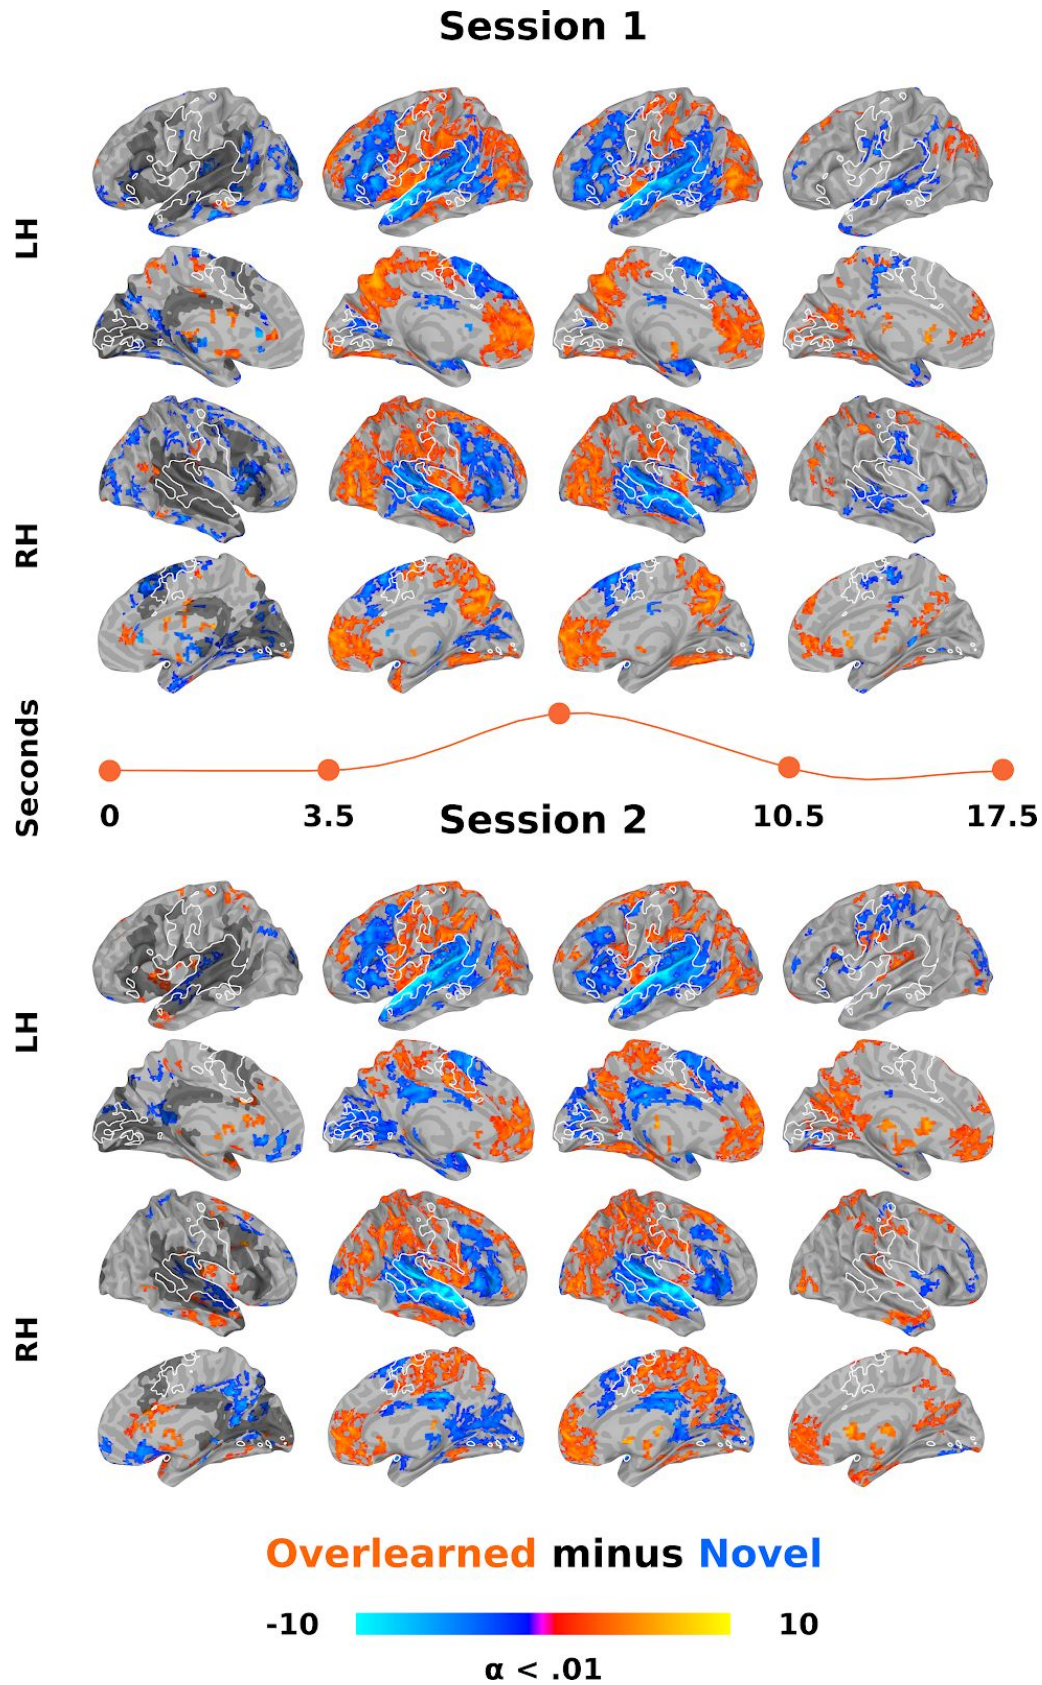 Session 1
LH
RH
Seconds
0 3.5 10.5 17.5
Session 2
LH
RH
Overlearned minus Novel
-10 10
α < .01